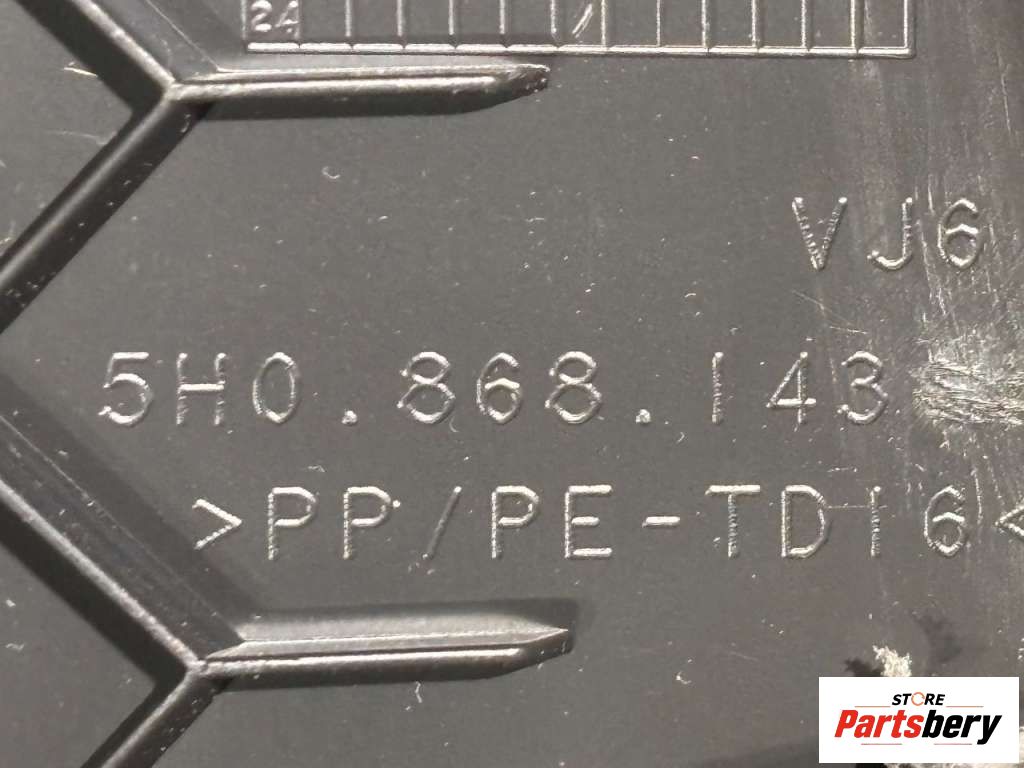 24
VJ6
5H0.868.143
>PP/PE-TD16<
STORE
Partsbery